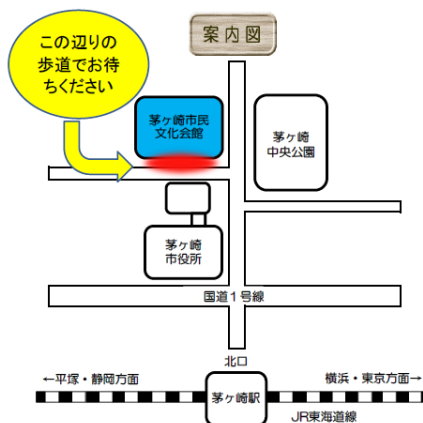 案内図
この辺りの
歩道でお待
ちください
茅ヶ崎市民
文化会館
茅ヶ崎
中央公園
茅ヶ崎
市役所
国道1号線
北口
←平塚・静岡方面
横浜・東京方面→
茅ヶ崎駅
JR東海道線